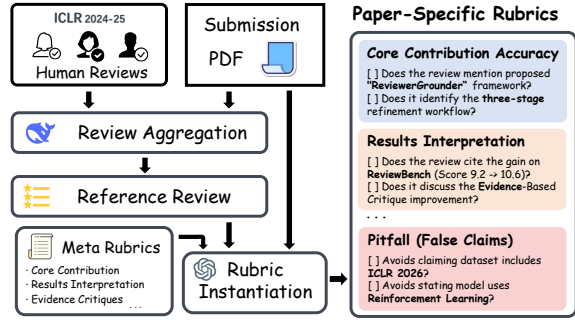 ICLR 2024-25
Human Reviews
Submission
PDF
Review Aggregation
Reference Review
Meta Rubrics
· Core Contribution
· Results Interpretation
· Evidence Critiques ...
Rubric
Instantiation
Paper-Specific Rubrics
Core Contribution Accuracy
[ ] Does the review mention proposed
"ReviewerGrounder" framework?
[ ] Does it identify the three-stage
refinement workflow?
Results Interpretation
[ ] Does the review cite the gain on
ReviewBench (Score 9.2 -> 10.6)?
[ ] Does it discuss the Evidence-Based
Critique improvement?
...
Pitfall (False Claims)
[ ] Avoids claiming dataset includes
ICLR 2026?
[ ] Avoids stating model uses
Reinforcement Learning?